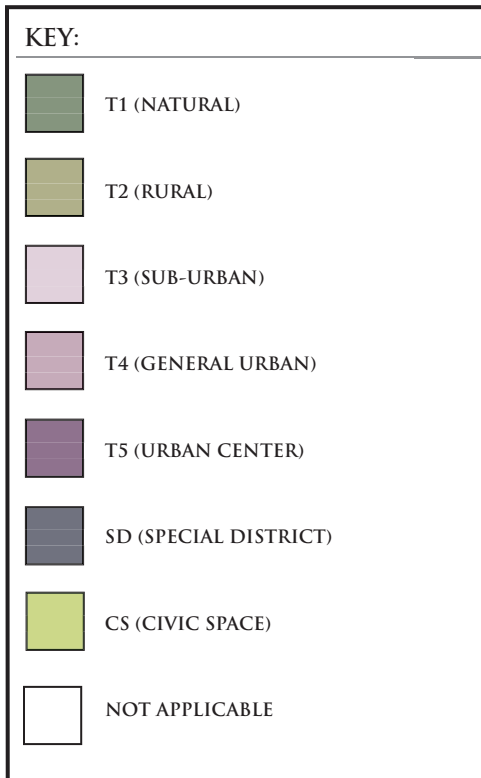 KEY:
T1 (NATURAL)
T2 (RURAL)
T3 (SUB-URBAN)
T4 (GENERAL URBAN)
T5 (URBAN CENTER)
SD (SPECIAL DISTRICT)
CS (CIVIC SPACE)
NOT APPLICABLE